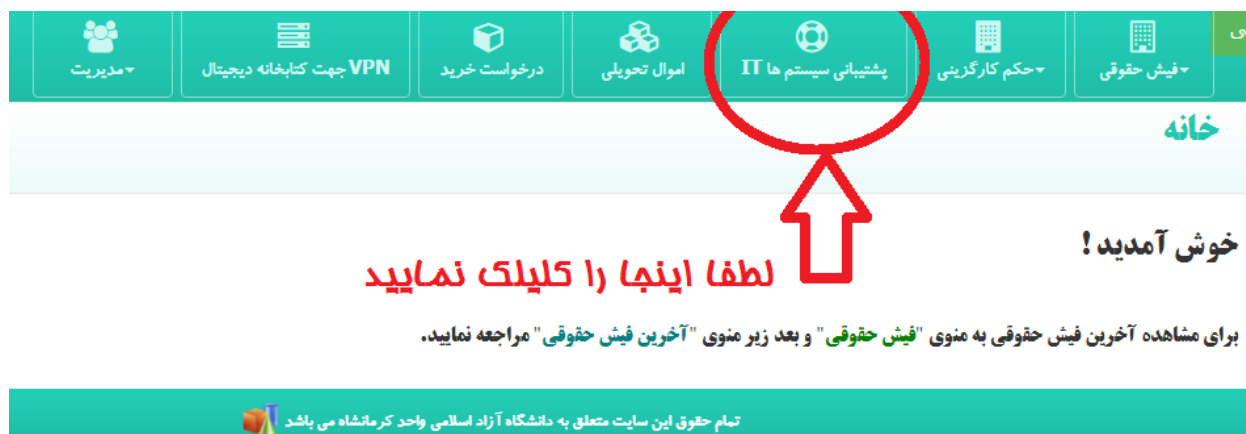 فیش حقوقی
حکم کارگزینی
پشتیبانی سیستم ها IT
اموال تحویلی
درخواست خرید
VPN جهت کتابخانه دیجیتال
مدیریت
خانه
خوش آمدید !
لطفا اینجا را کلیلک نمایید
برای مشاهده آخرین فیش حقوقی به منوی "فیش حقوقی" و بعد زیر منوی "آخرین فیش حقوقی" مراجعه نمایید.
تمام حقوق این سایت متعلق به دانشگاه آزاد اسلامی واحد کرمانشاه می باشد